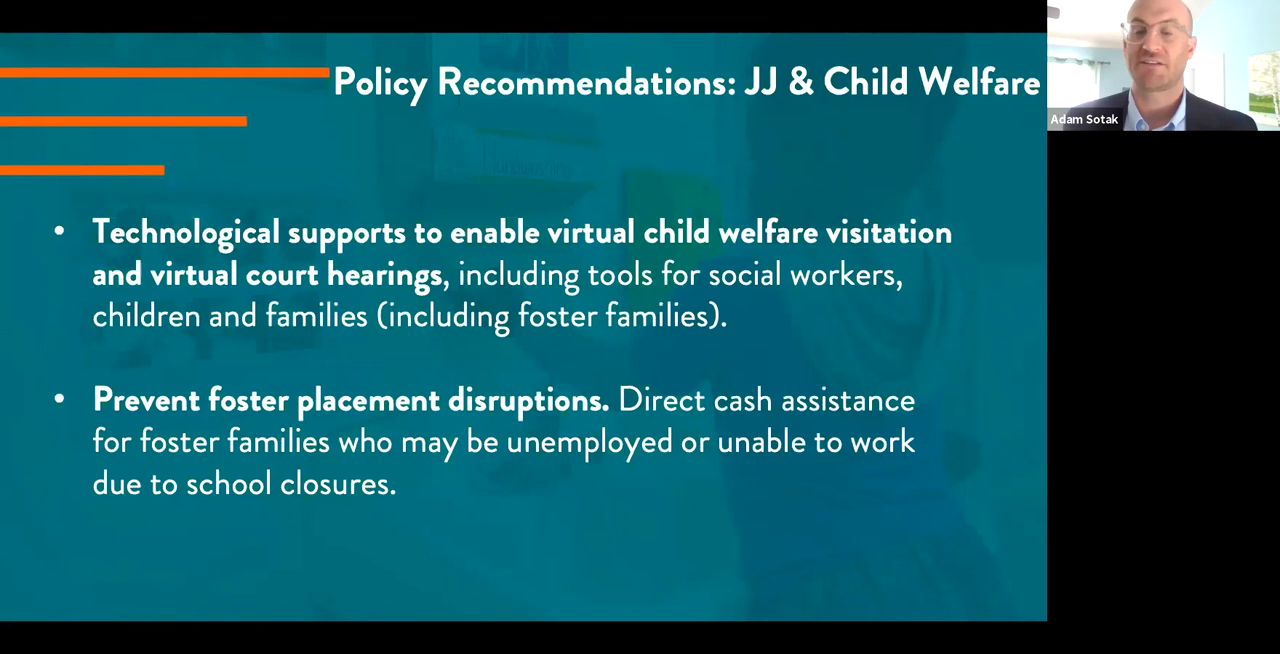 Policy Recommendations: JJ & Child Welfare
Adam Sotak
• Technological supports to enable virtual child welfare visitation
and virtual court hearings, including tools for social workers,
children and families (including foster families).
• Prevent foster placement disruptions. Direct cash assistance
for foster families who may be unemployed or unable to work
due to school closures.